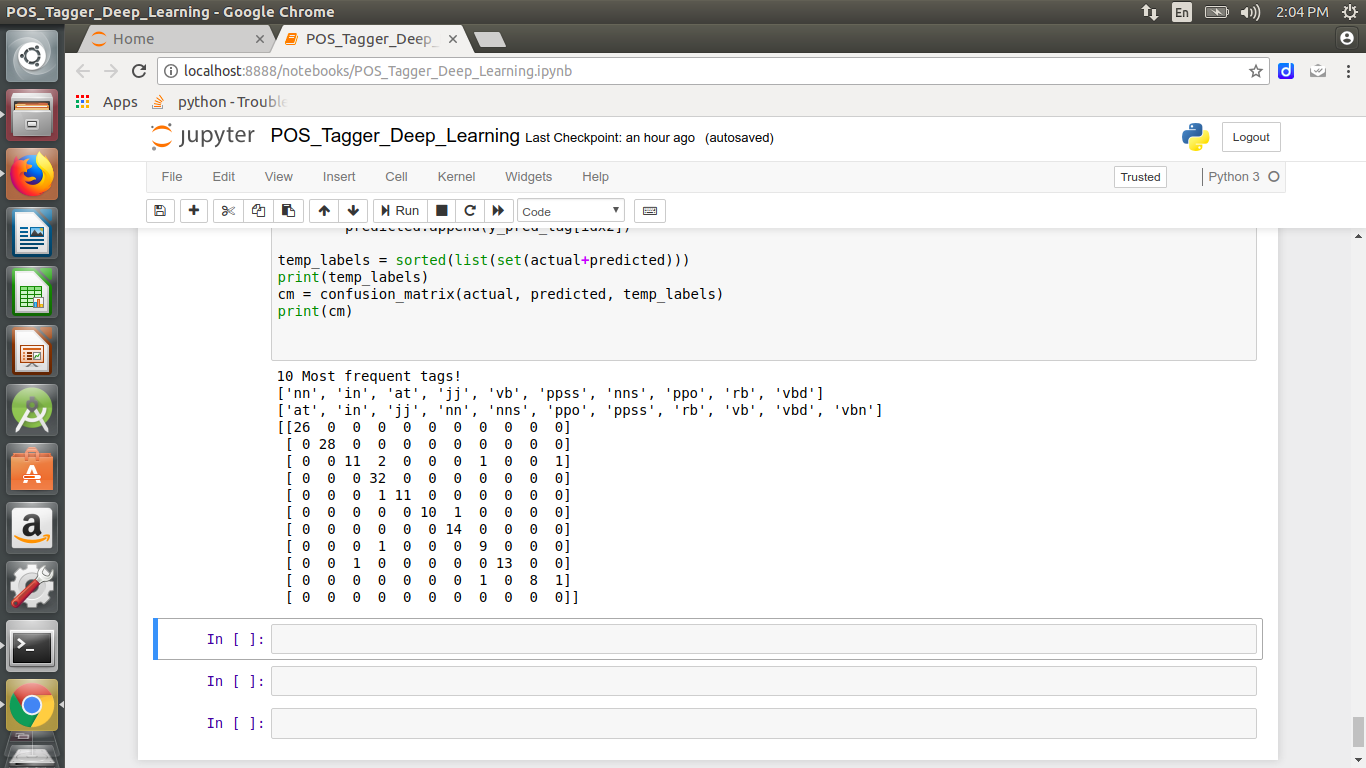 POS_Tagger_Deep_Learning - Google Chrome
En
2:04 PM
Home
POS_Tagger_Deep_
localhost:8888/notebooks/POS_Tagger_Deep_Learning.ipynb
Apps
python - Trouble
jupyter
POS_Tagger_Deep_Learning Last Checkpoint: an hour ago (autosaved)
Logout
File Edit View Insert Cell Kernel Widgets Help
Trusted
Python 3
Run
Code
predicted.append(y_pred_tag[idx2])
temp_labels = sorted(list(set(actual+predicted)))
print(temp_labels)
cm = confusion_matrix(actual, predicted, temp_labels)
print(cm)
10 Most frequent tags!
['nn', 'in', 'at', 'jj', 'vb', 'ppss', 'nns', 'ppo', 'rb', 'vbd']
['at', 'in', 'jj', 'nn', 'nns', 'ppo', 'ppss', 'rb', 'vb', 'vbd', 'vbn']
[[26  0  0  0  0  0  0  0  0  0  0]
 [ 0 28  0  0  0  0  0  0  0  0  0]
 [ 0  0 11  2  0  0  0  1  0  0  1]
 [ 0  0  0 32  0  0  0  0  0  0  0]
 [ 0  0  0  1 11  0  0  0  0  0  0]
 [ 0  0  0  0  0 10  1  0  0  0  0]
 [ 0  0  0  0  0  0 14  0  0  0  0]
 [ 0  0  0  1  0  0  0  9  0  0  0]
 [ 0  0  1  0  0  0  0  0 13  0  0]
 [ 0  0  0  0  0  0  0  1  0  8  1]
 [ 0  0  0  0  0  0  0  0  0  0  0]]
In [ ]:
In [ ]:
In [ ]: